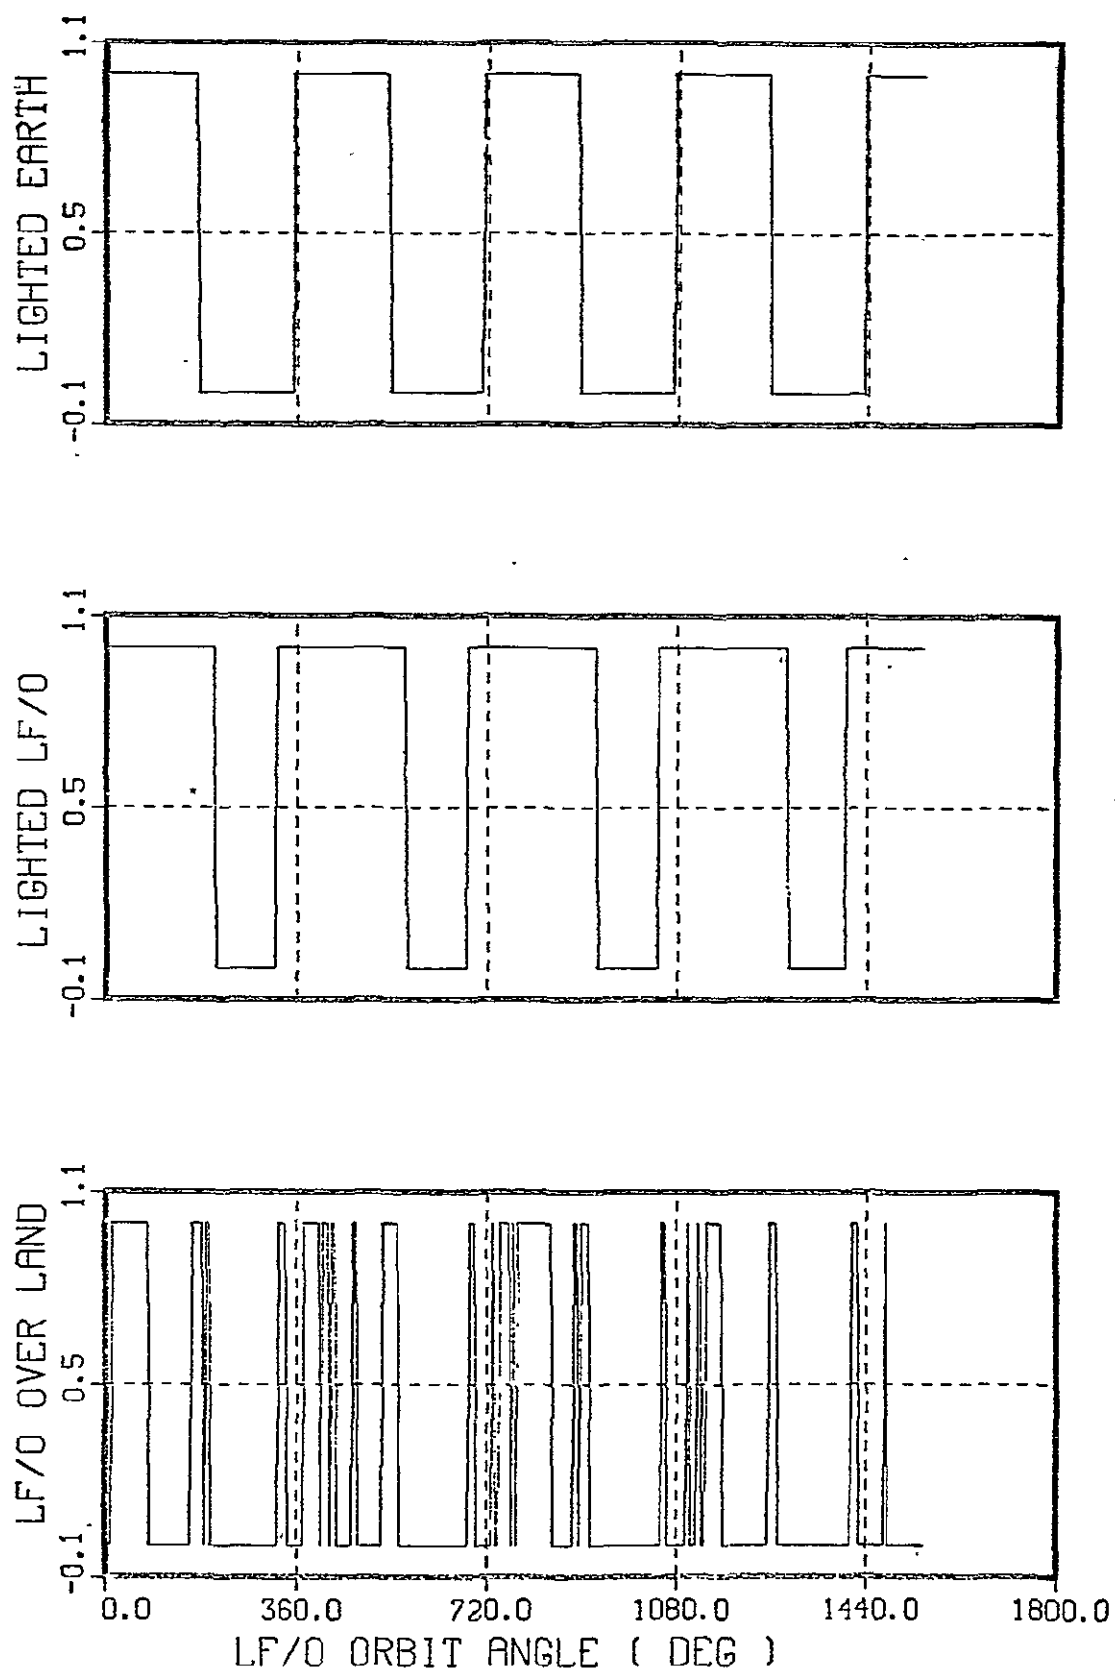 LIGHTED EARTH
1.1
0.5
-0.1
LIGHTED LF/O
1.1
0.5
-0.1
LF/O OVER LAND
1.1
0.5
-0.1
0.0 360.0 720.0 1080.0 1440.0 1800.0
LF/O ORBIT ANGLE ( DEG )